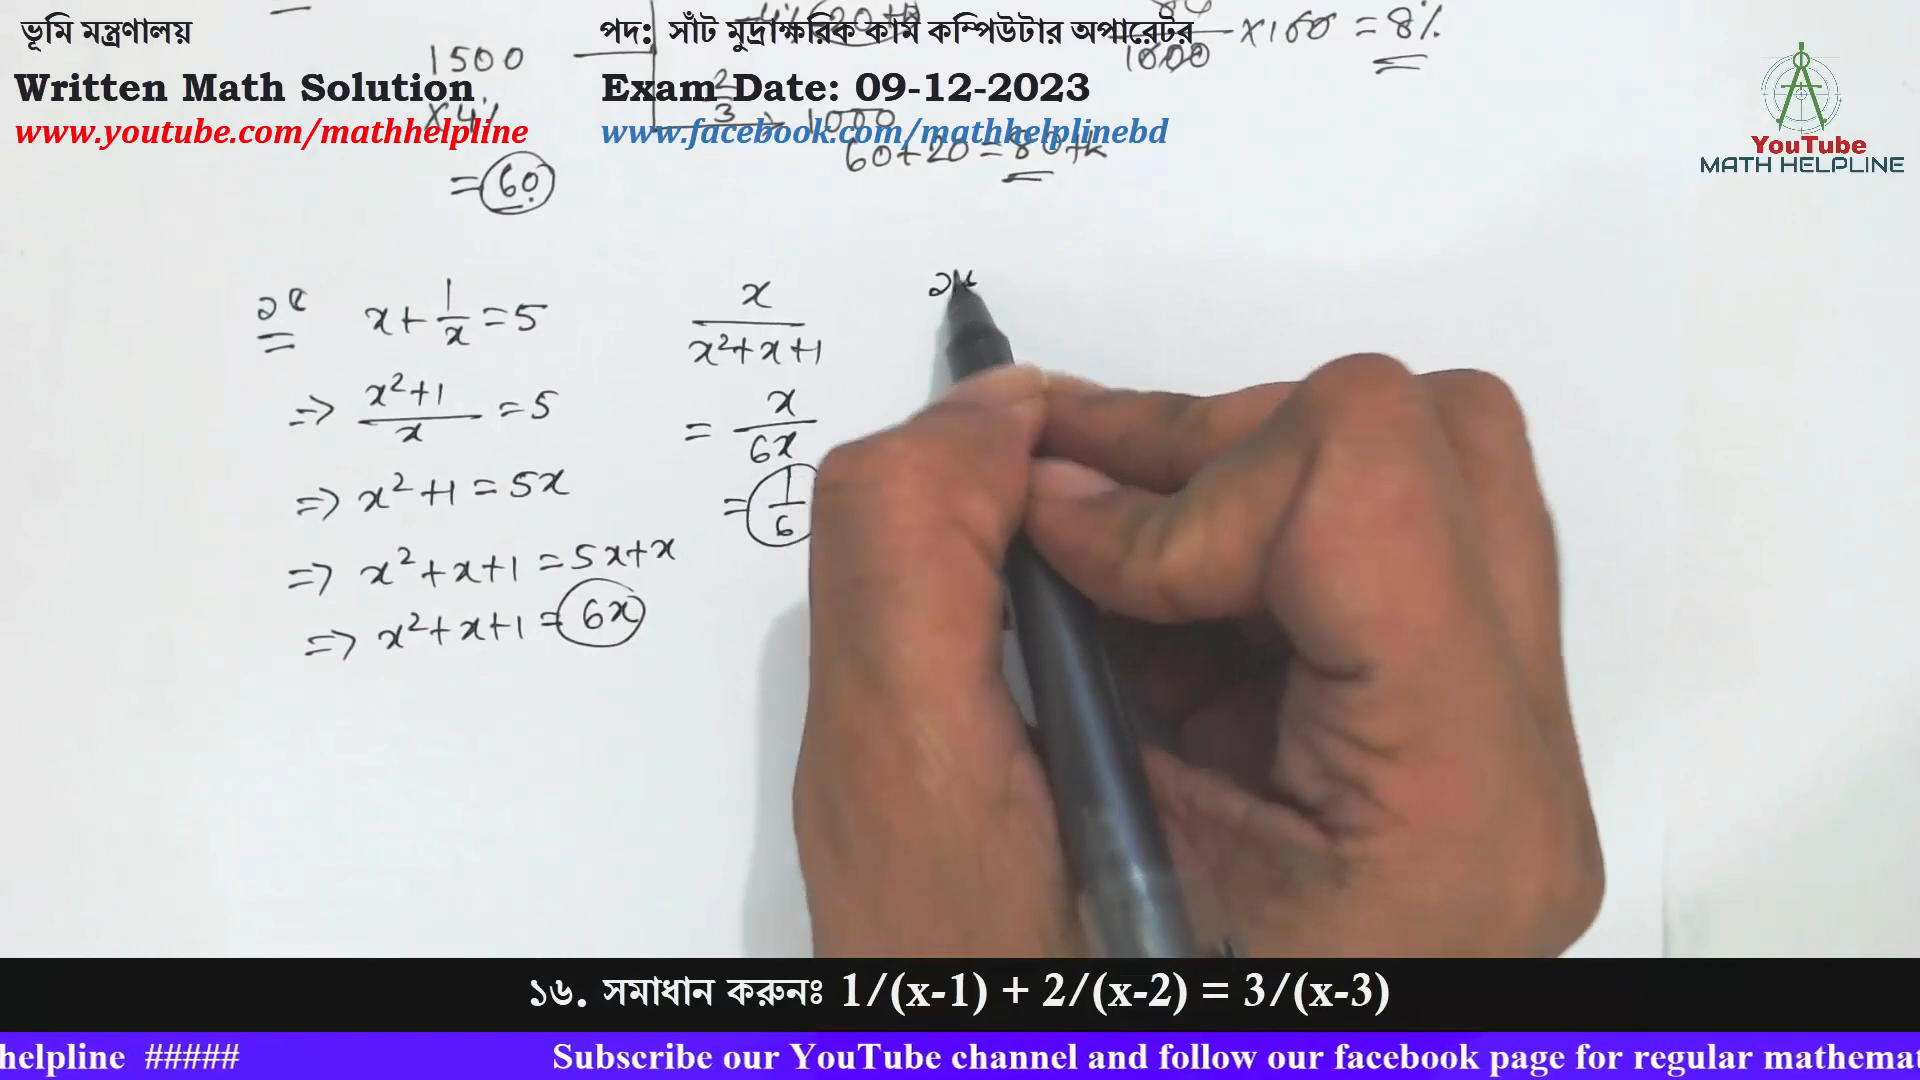 ভূমি মন্ত্রণালয়
পদ: সাঁট মুদ্রাক্ষরিক কাম কম্পিউটার অপারেটর
Written Math Solution
Exam Date: 09-12-2023
www.youtube.com/mathhelpline
www.facebook.com/mathhelplinebd
YouTube
MATH HELPLINE
1500
×4%
= 60
2/3
1000
60+20 = 80 tk
×100 = 8%
1000
১৫ x + 1/x = 5
⇒ (x²+1)/x = 5
⇒ x²+1 = 5x
⇒ x²+x+1 = 5x+x
⇒ x²+x+1 = 6x
x/(x²+x+1)
= x/6x
= 1/6
১৬. সমাধান করুনঃ 1/(x-1) + 2/(x-2) = 3/(x-3)
helpline ##### Subscribe our YouTube channel and follow our facebook page for regular mathemat